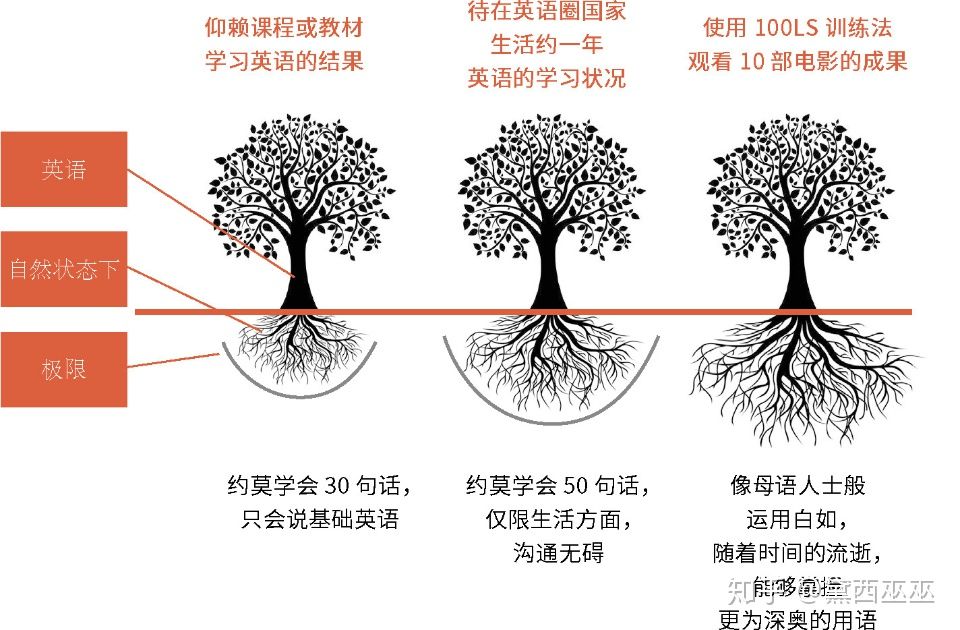 仰赖课程或教材
学习英语的结果
待在英语圈国家
生活约一年
英语的学习状况
使用 100LS 训练法
观看 10 部电影的成果
英语
自然状态下
极限
约莫学会 30 句话，
只会说基础英语
约莫学会 50 句话，
仅限生活方面，
沟通无碍
像母语人士般
运用白如，
随着时间的流逝，
能够掌握
更为深奥的用语
知乎 @黛西巫巫